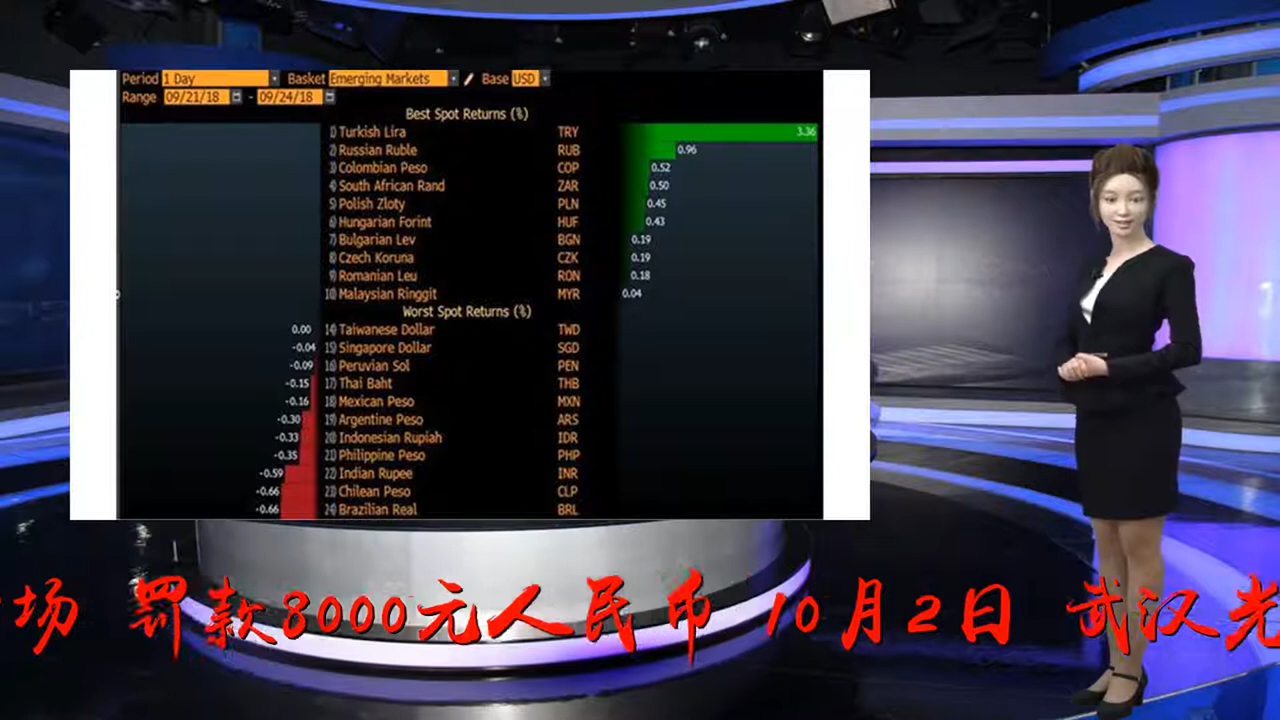 Period 1 Day Basket Emerging Markets Base USD
Range 09/21/18 - 09/24/18
Best Spot Returns (%)
1) Turkish Lira TRY 3.36
2) Russian Ruble RUB 0.96
3) Colombian Peso COP 0.52
4) South African Rand ZAR 0.50
5) Polish Zloty PLN 0.45
6) Hungarian Forint HUF 0.43
7) Bulgarian Lev BGN 0.19
8) Czech Koruna CZK 0.19
9) Romanian Leu RON 0.18
10) Malaysian Ringgit MYR 0.04
Worst Spot Returns (%)
0.00 14) Taiwanese Dollar TWD
-0.04 15) Singapore Dollar SGD
-0.09 16) Peruvian Sol PEN
-0.15 17) Thai Baht THB
-0.16 18) Mexican Peso MXN
-0.30 19) Argentine Peso ARS
-0.33 20) Indonesian Rupiah IDR
-0.35 21) Philippine Peso PHP
-0.59 22) Indian Rupee INR
-0.66 23) Chilean Peso CLP
-0.66 24) Brazilian Real BRL
场 罚款8000元人民币 10月2日 武汉光